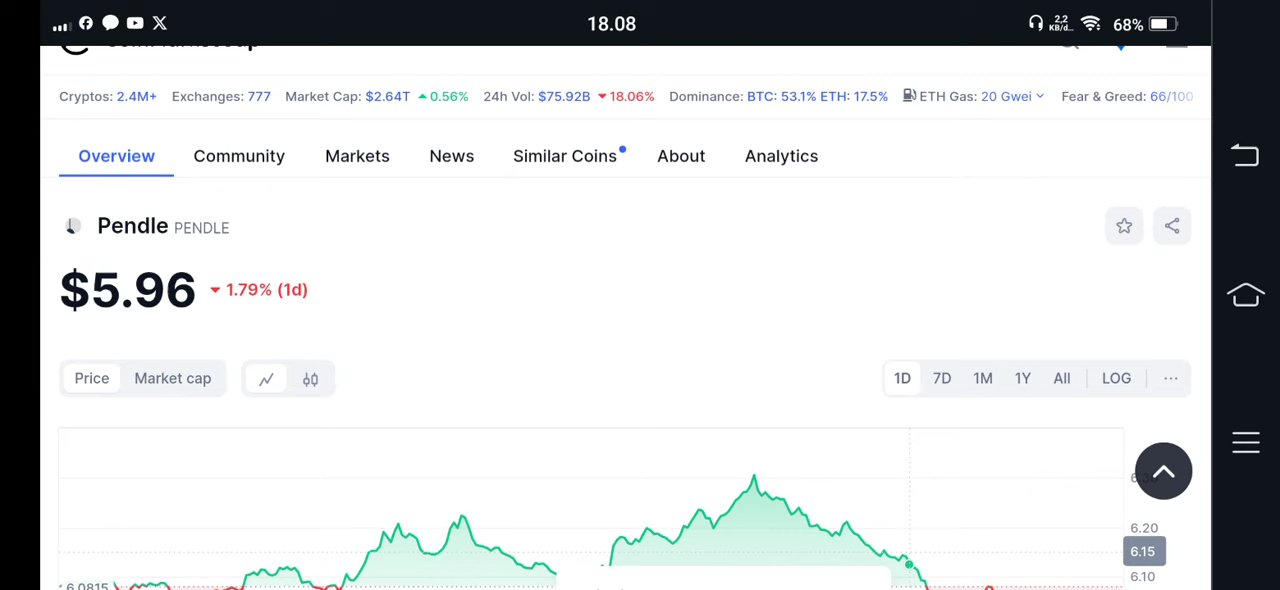 18.08
2,2
KB/d...
68%
Cryptos: 2.4M+ Exchanges: 777 Market Cap: $2.64T 0.56% 24h Vol: $75.92B 18.06% Dominance: BTC: 53.1% ETH: 17.5% ETH Gas: 20 Gwei Fear & Greed: 66/100
Overview Community Markets News Similar Coins About Analytics
Pendle PENDLE
$5.96 1.79% (1d)
Price Market cap 1D 7D 1M 1Y All LOG ...
6.20
6.15
6.10
6.0815